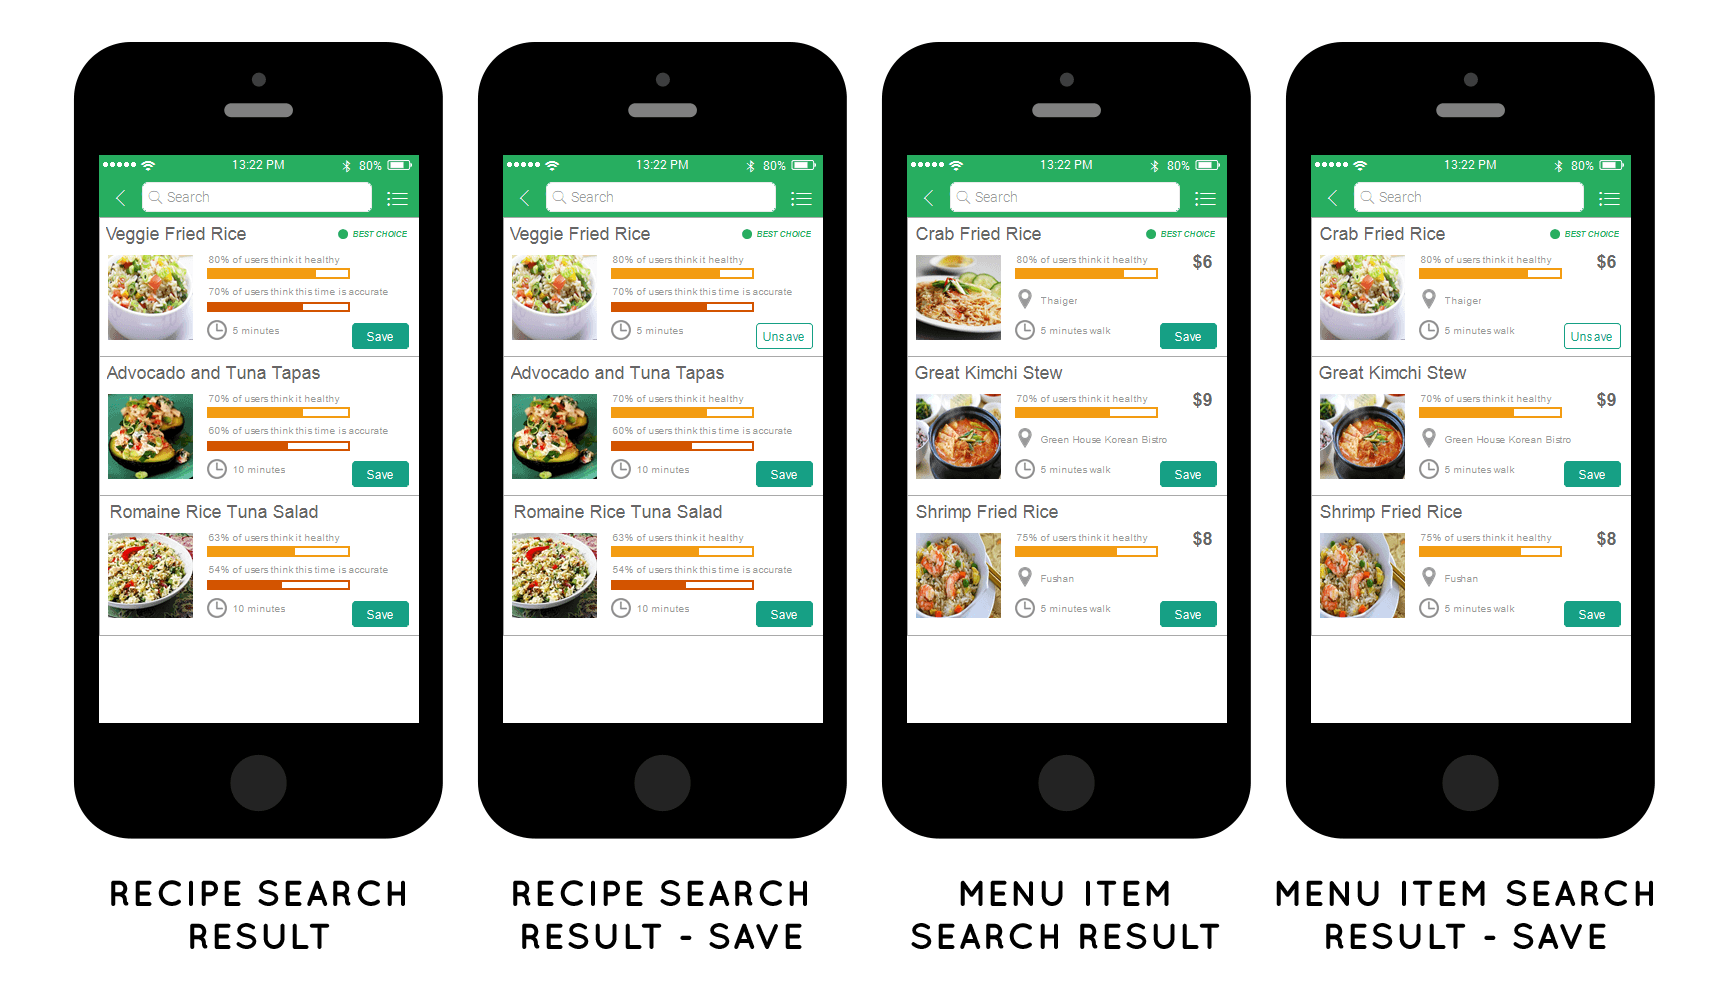 13:22 PM 80%
Search
Veggie Fried Rice BEST CHOICE
80% of users think it healthy
70% of users think this time is accurate
5 minutes
Save
Advocado and Tuna Tapas
70% of users think it healthy
60% of users think this time is accurate
10 minutes
Save
Romaine Rice Tuna Salad
63% of users think it healthy
54% of users think this time is accurate
10 minutes
Save
RECIPE SEARCH
RESULT
13:22 PM 80%
Search
Veggie Fried Rice BEST CHOICE
80% of users think it healthy
70% of users think this time is accurate
5 minutes
Unsave
Advocado and Tuna Tapas
70% of users think it healthy
60% of users think this time is accurate
10 minutes
Save
Romaine Rice Tuna Salad
63% of users think it healthy
54% of users think this time is accurate
10 minutes
Save
RECIPE SEARCH
RESULT - SAVE
13:22 PM 80%
Search
Crab Fried Rice BEST CHOICE
80% of users think it healthy
$6
Thaiger
5 minutes walk
Save
Great Kimchi Stew
70% of users think it healthy
$9
Green House Korean Bistro
5 minutes walk
Save
Shrimp Fried Rice
75% of users think it healthy
$8
Fushan
5 minutes walk
Save
MENU ITEM
SEARCH RESULT
13:22 PM 80%
Search
Crab Fried Rice BEST CHOICE
80% of users think it healthy
$6
Thaiger
5 minutes walk
Unsave
Great Kimchi Stew
70% of users think it healthy
$9
Green House Korean Bistro
5 minutes walk
Save
Shrimp Fried Rice
75% of users think it healthy
$8
Fushan
5 minutes walk
Save
MENU ITEM SEARCH
RESULT - SAVE